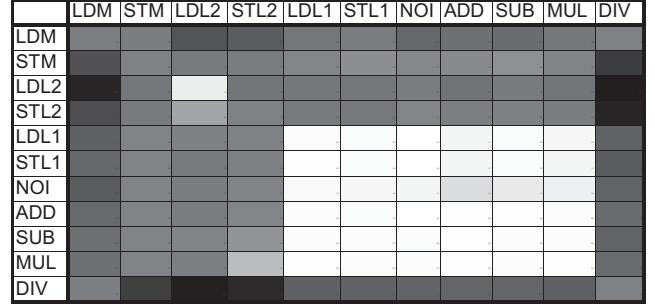 LDM STM LDL2 STL2 LDL1 STL1 NOI ADD SUB MUL DIV
LDM
STM
LDL2
STL2
LDL1
STL1
NOI
ADD
SUB
MUL
DIV